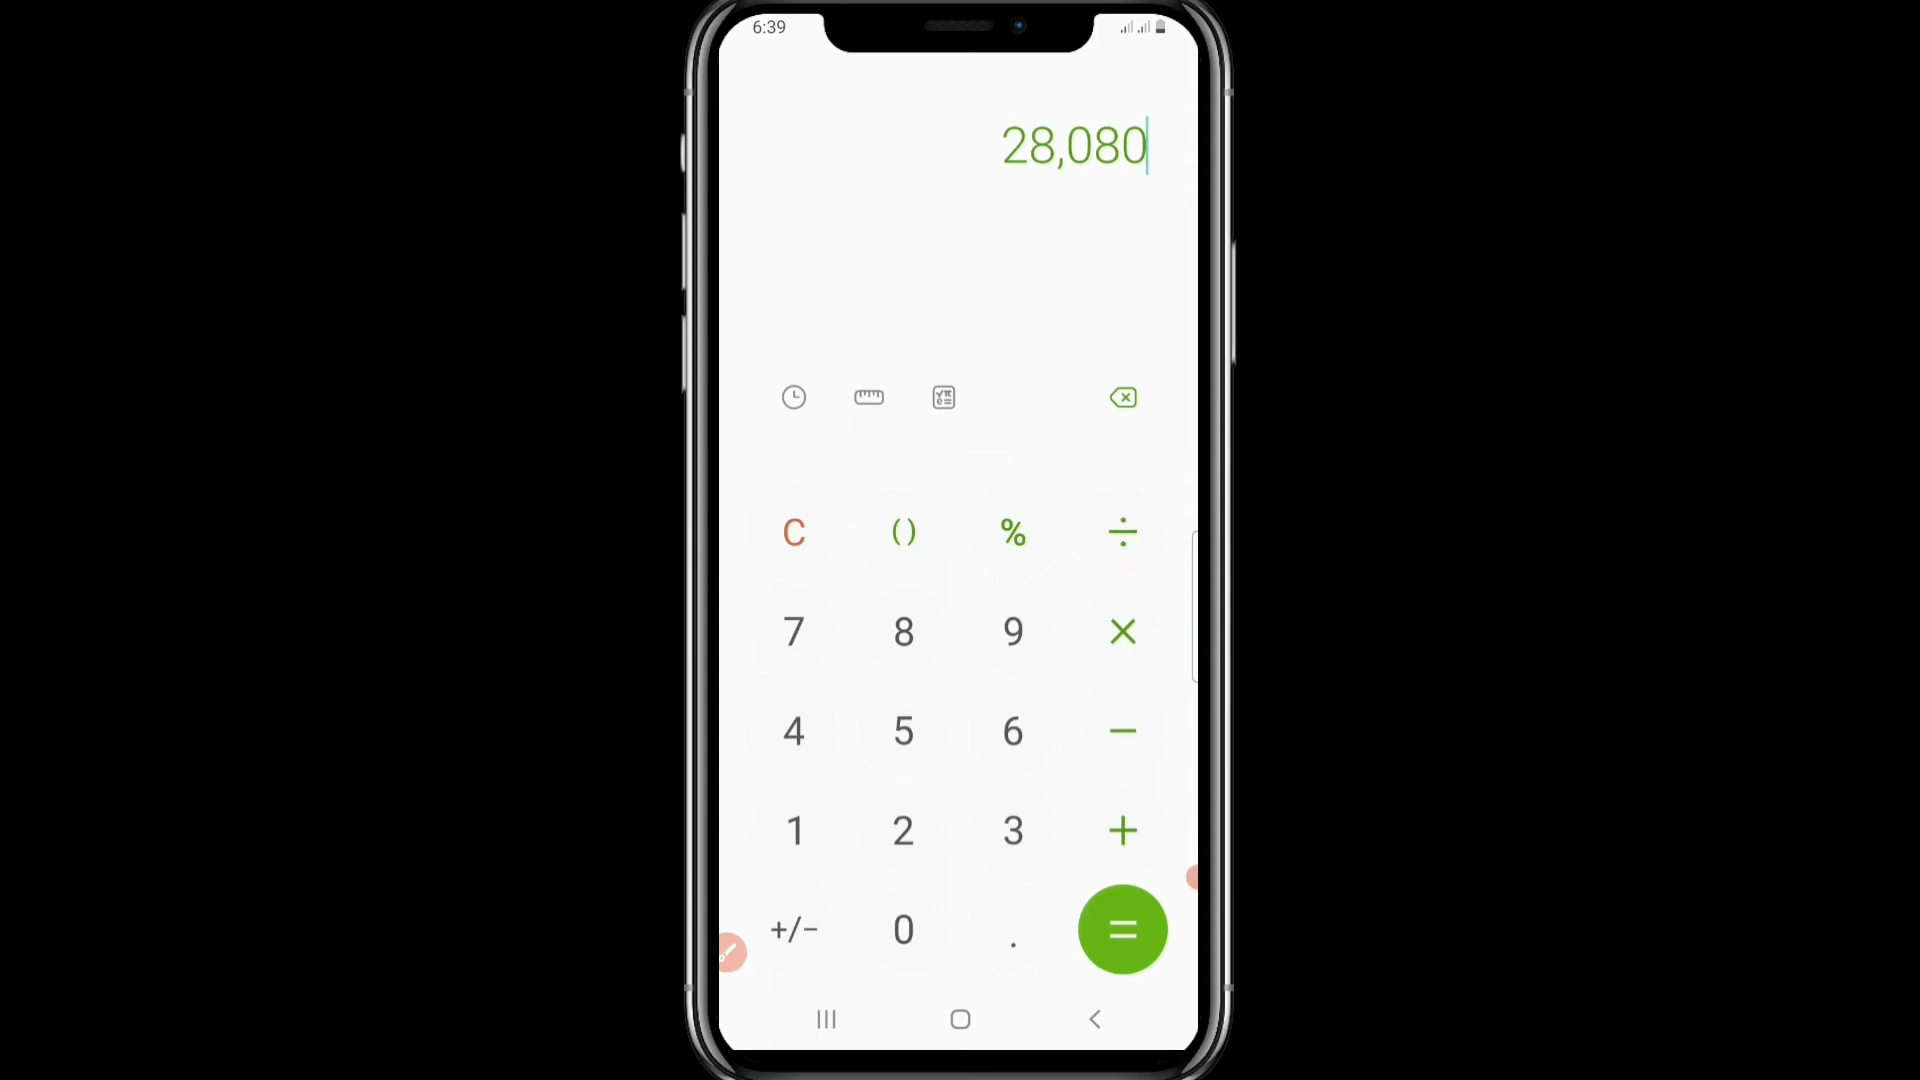 6:39
28,080
C ( ) % ÷
7 8 9 ×
4 5 6 −
1 2 3 +
+/− 0 . =